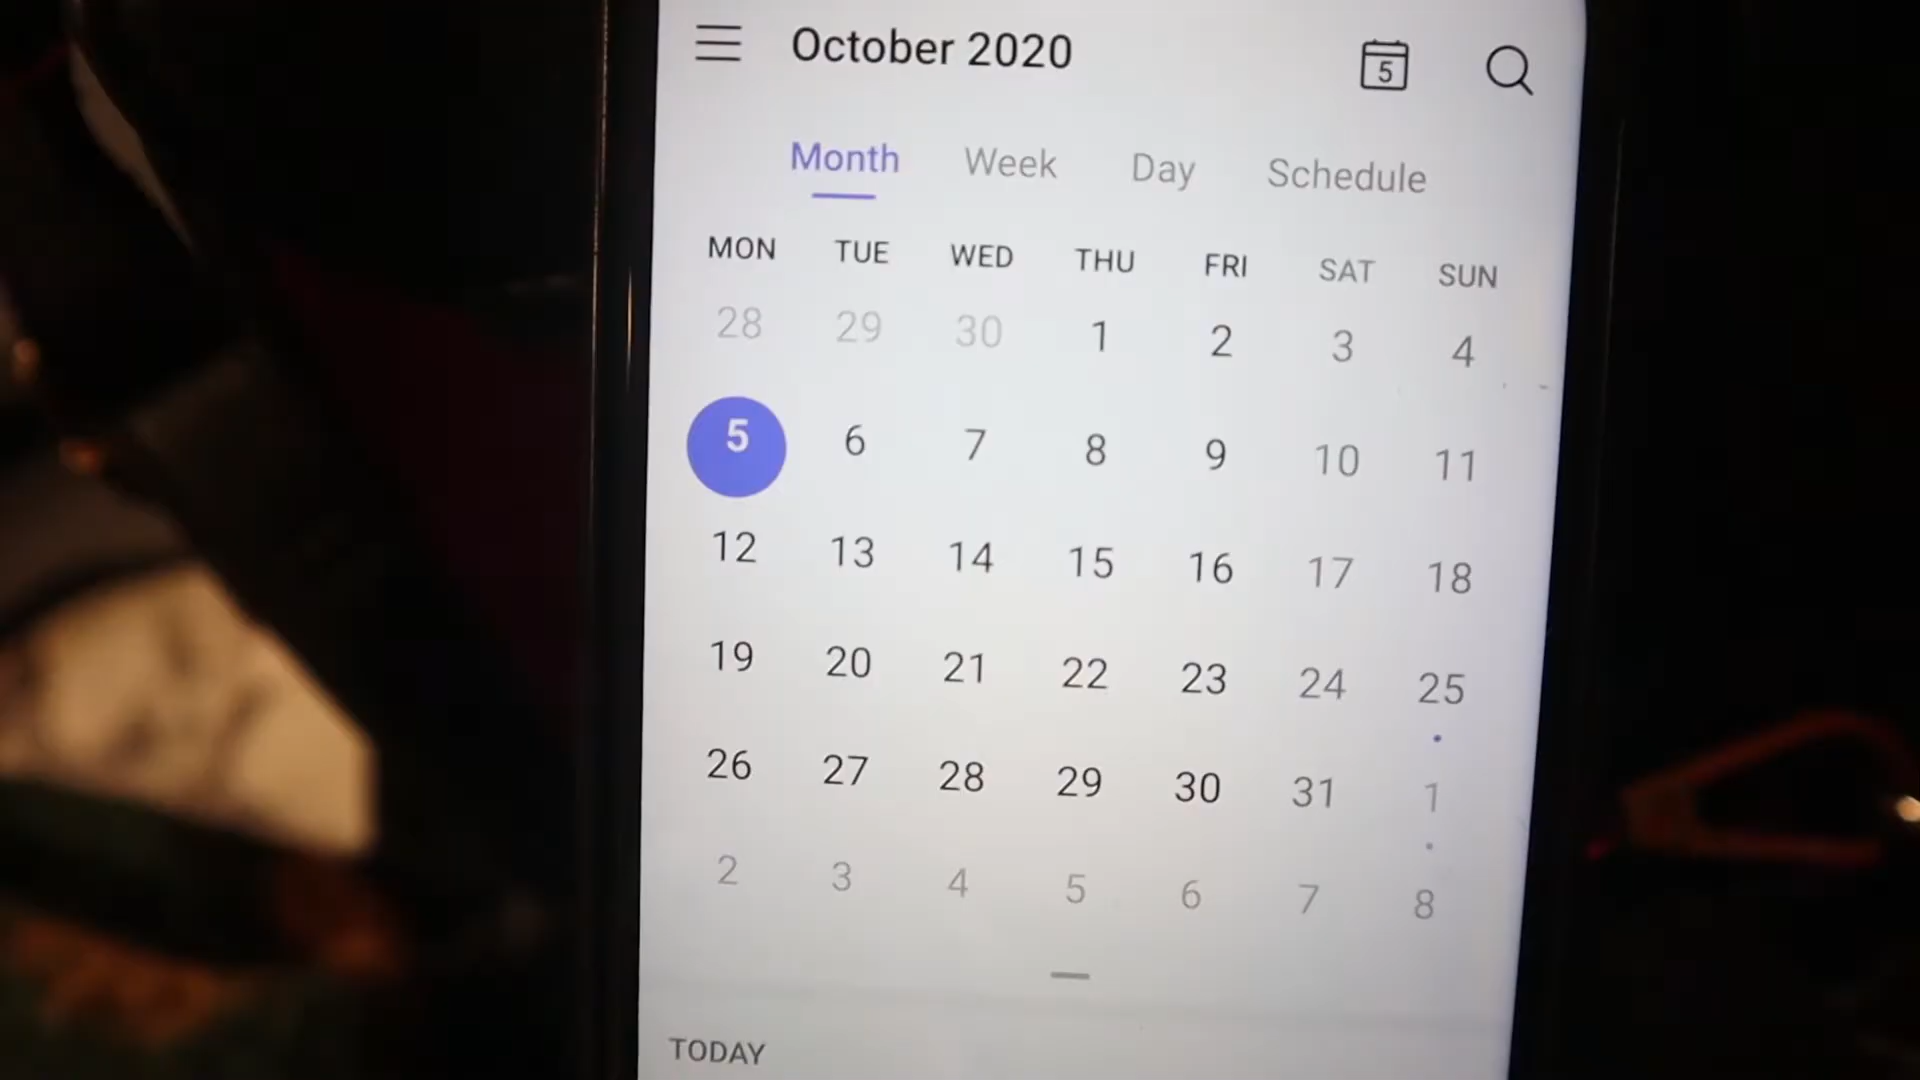 October 2020
5
Month Week Day Schedule
MON TUE WED THU FRI SAT SUN
28 29 30 1 2 3 4
5 6 7 8 9 10 11
12 13 14 15 16 17 18
19 20 21 22 23 24 25
26 27 28 29 30 31 1
2 3 4 5 6 7 8
TODAY